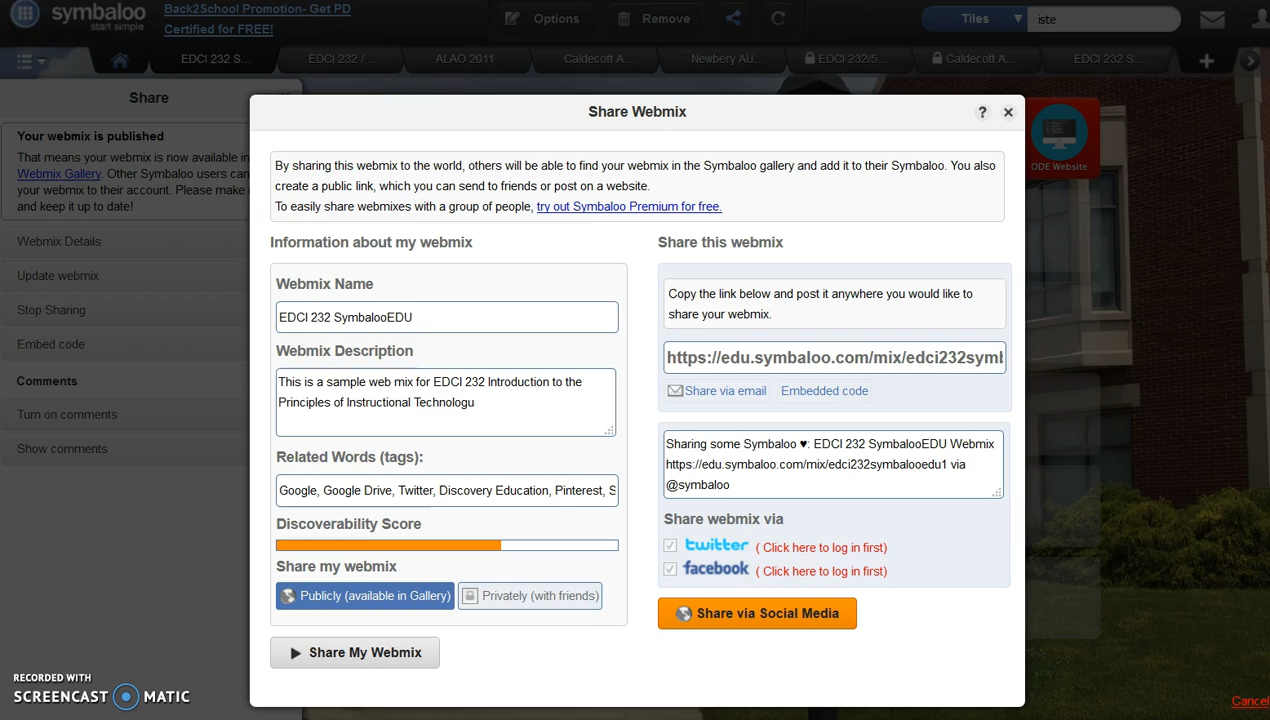 symbaloo
start simple
Back2School Promotion- Get PD
Certified for FREE!
Options
Remove
Tiles
iste
EDCI 232 S...
EDCI 232 / ...
ALAO 2011
Caldecott A...
Newbery AU...
EDCI 232/5...
Caldecott A...
EDCI 232 S...
Share
Your webmix is published
That means your webmix is now available in
Webmix Gallery. Other Symbaloo users can
your webmix to their account. Please make
and keep it up to date!
Webmix Details
Update webmix
Stop Sharing
Embed code
Comments
Turn on comments
Show comments
Share Webmix
?
By sharing this webmix to the world, others will be able to find your webmix in the Symbaloo gallery and add it to their Symbaloo. You also
create a public link, which you can send to friends or post on a website.
To easily share webmixes with a group of people, try out Symbaloo Premium for free.
Information about my webmix
Webmix Name
EDCI 232 SymbalooEDU
Webmix Description
This is a sample web mix for EDCI 232 Introduction to the
Principles of Instructional Technologu
Related Words (tags):
Google, Google Drive, Twitter, Discovery Education, Pinterest, S
Discoverability Score
Share my webmix
Publicly (available in Gallery)
Privately (with friends)
Share My Webmix
Share this webmix
Copy the link below and post it anywhere you would like to
share your webmix.
https://edu.symbaloo.com/mix/edci232symb
Share via email
Embedded code
Sharing some Symbaloo ♥: EDCI 232 SymbalooEDU Webmix
https://edu.symbaloo.com/mix/edci232symbalooedu1 via
@symbaloo
Share webmix via
twitter ( Click here to log in first)
facebook ( Click here to log in first)
Share via Social Media
ODE Website
RECORDED WITH
SCREENCAST MATIC
Cancel